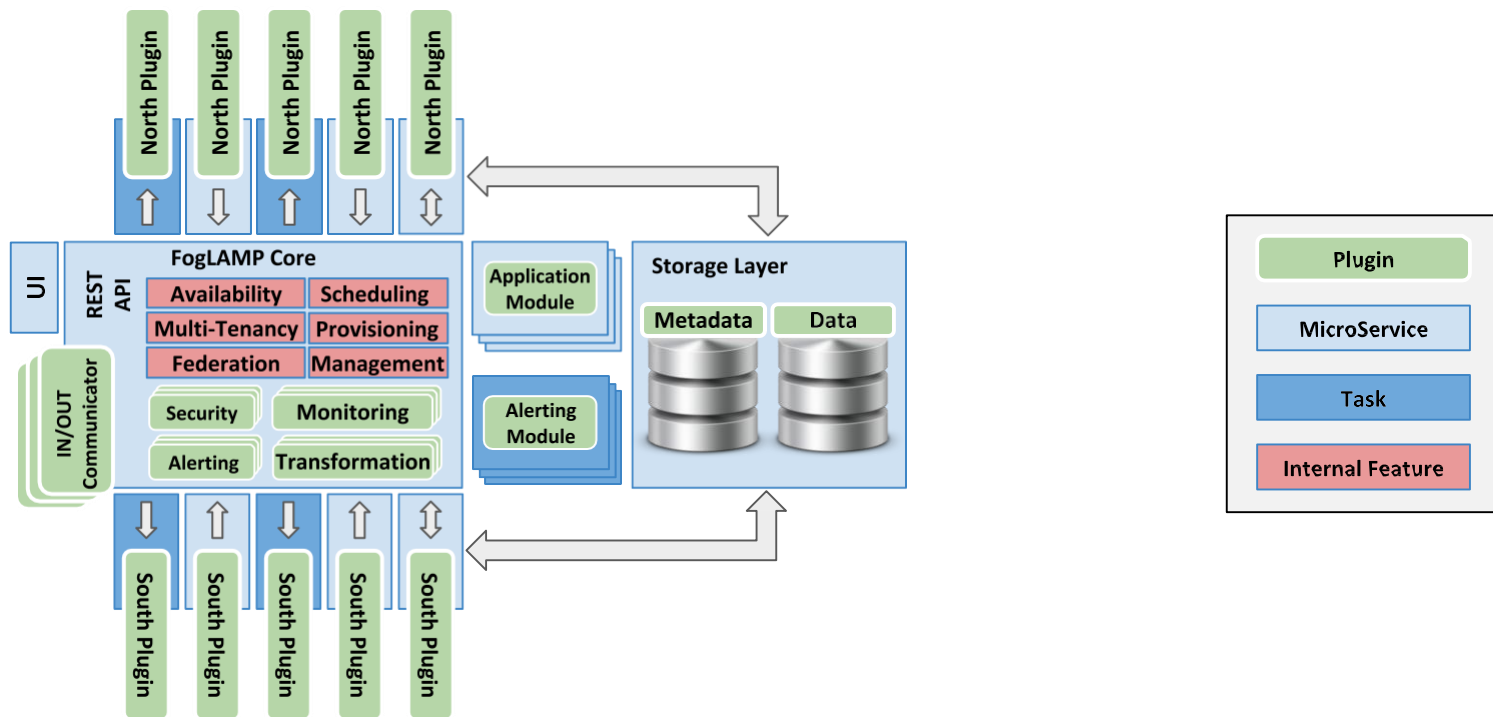 North Plugin
North Plugin
North Plugin
North Plugin
North Plugin
UI
REST
API
FogLAMP Core
Availability
Scheduling
Multi-Tenancy
Provisioning
Federation
Management
Security
Monitoring
Alerting
Transformation
IN/OUT
Communicator
Application
Module
Alerting
Module
Storage Layer
Metadata
Data
South Plugin
South Plugin
South Plugin
South Plugin
South Plugin
Plugin
MicroService
Task
Internal Feature